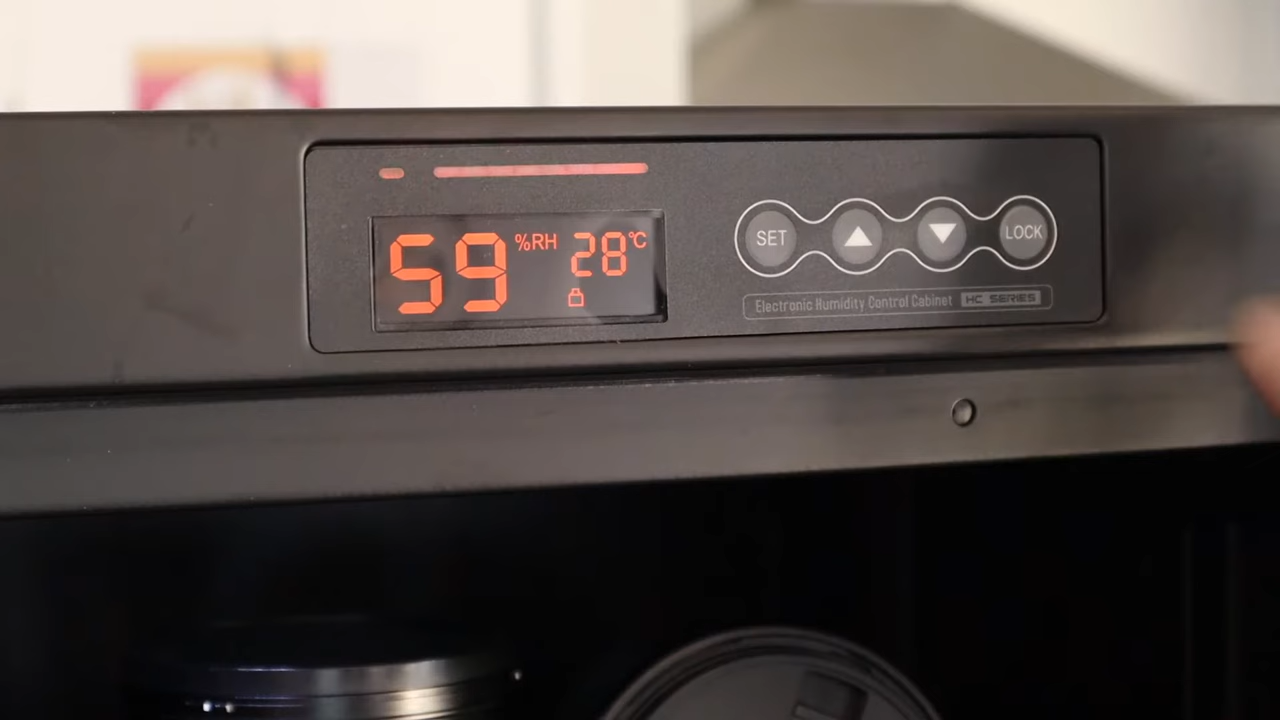 59 %RH 28°C
SET LOCK
Electronic Humidity Control Cabinet HC SERIES